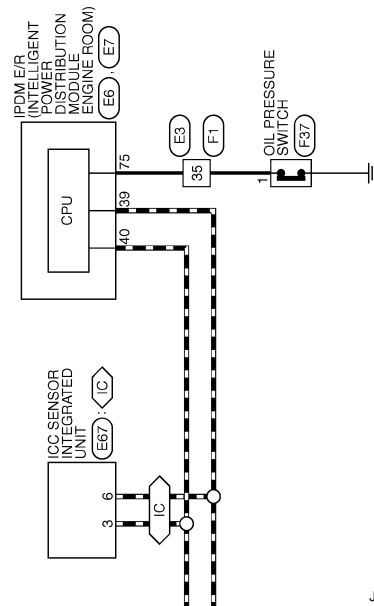 IPDM E/R
(INTELLIGENT
POWER
DISTRIBUTION
MODULE
ENGINE ROOM)
E6 , E7
CPU
40
39
75
E3
35
F1
OIL PRESSURE
SWITCH
F37
1
ICC SENSOR
INTEGRATED
UNIT
E67 : IC
3
6
IC
J